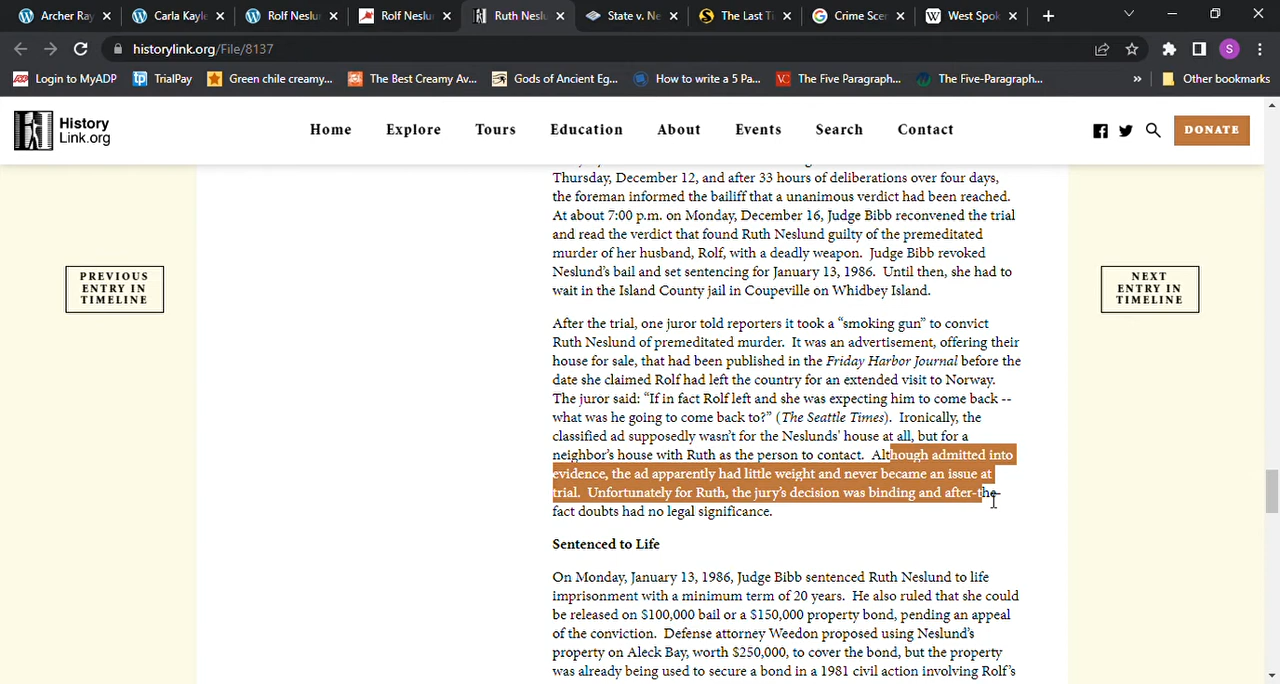 Archer Ray
Carla Kayle
Rolf Neslur
Rolf Neslu
Ruth Neslu
State v. Ne
The Last Ti
Crime Scer
West Spok
historylink.org/File/8137
S
Login to MyADP
TrialPay
Green chile creamy...
The Best Creamy Av...
Gods of Ancient Eg...
How to write a 5 Pa...
VC
The Five Paragraph...
The Five-Paragraph...
»
Other bookmarks
History
Link.org
Home
Explore
Tours
Education
About
Events
Search
Contact
DONATE
Thursday, December 12, and after 33 hours of deliberations over four days,
the foreman informed the bailiff that a unanimous verdict had been reached.
At about 7:00 p.m. on Monday, December 16, Judge Bibb reconvened the trial
and read the verdict that found Ruth Neslund guilty of the premeditated
murder of her husband, Rolf, with a deadly weapon.  Judge Bibb revoked
Neslund's bail and set sentencing for January 13, 1986.  Until then, she had to
wait in the Island County jail in Coupeville on Whidbey Island.
PREVIOUS
ENTRY IN
TIMELINE
NEXT
ENTRY IN
TIMELINE
After the trial, one juror told reporters it took a “smoking gun” to convict
Ruth Neslund of premeditated murder.  It was an advertisement, offering their
house for sale, that had been published in the Friday Harbor Journal before the
date she claimed Rolf had left the country for an extended visit to Norway.
The juror said: “If in fact Rolf left and she was expecting him to come back --
what was he going to come back to?” (The Seattle Times).  Ironically, the
classified ad supposedly wasn't for the Neslunds' house at all, but for a
neighbor's house with Ruth as the person to contact.  Although admitted into
evidence, the ad apparently had little weight and never became an issue at
trial.  Unfortunately for Ruth, the jury's decision was binding and after-the-
fact doubts had no legal significance.
Sentenced to Life
On Monday, January 13, 1986, Judge Bibb sentenced Ruth Neslund to life
imprisonment with a minimum term of 20 years.  He also ruled that she could
be released on $100,000 bail or a $150,000 property bond, pending an appeal
of the conviction.  Defense attorney Weedon proposed using Neslund's
property on Aleck Bay, worth $250,000, to cover the bond, but the property
was already being used to secure a bond in a 1981 civil action involving Rolf's